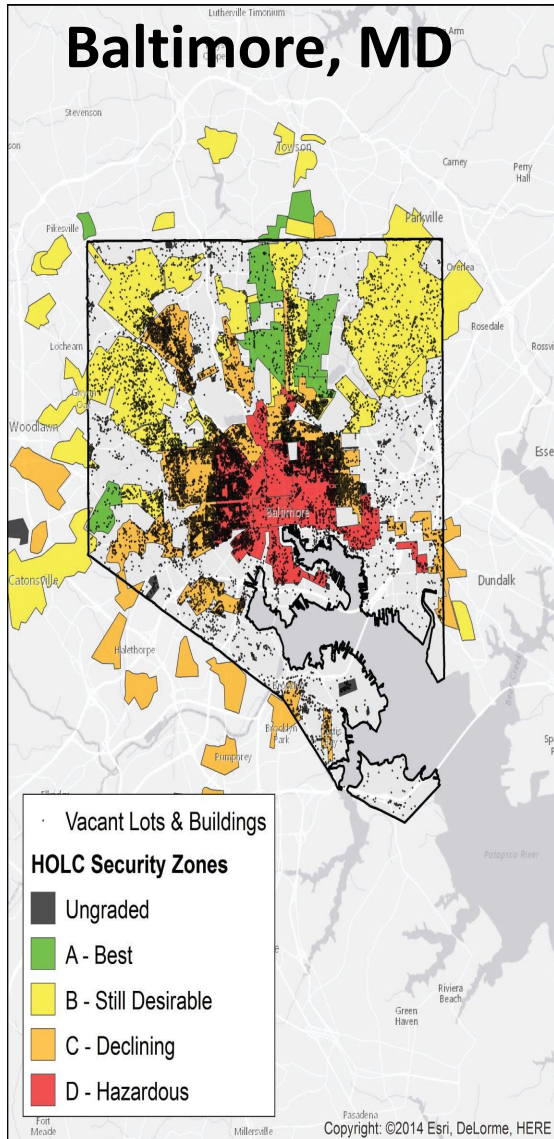 Lutherville Timonium
Baltimore, MD
Stevenson
Towson
Carney
Perry
Hall
Pikesville
Parkville
Overlea
Rosedale
Lochearn
Woodlawn
Baltimore
Catonsville
Dundalk
Halethorpe
Brooklyn
Park
Pumphrey
Vacant Lots & Buildings
HOLC Security Zones
Ungraded
A - Best
B - Still Desirable
C - Declining
D - Hazardous
Patapsco River
Riviera
Beach
Green
Haven
Pasadena
Fort
Meade
Millersville
Copyright: ©2014 Esri, DeLorme, HERE